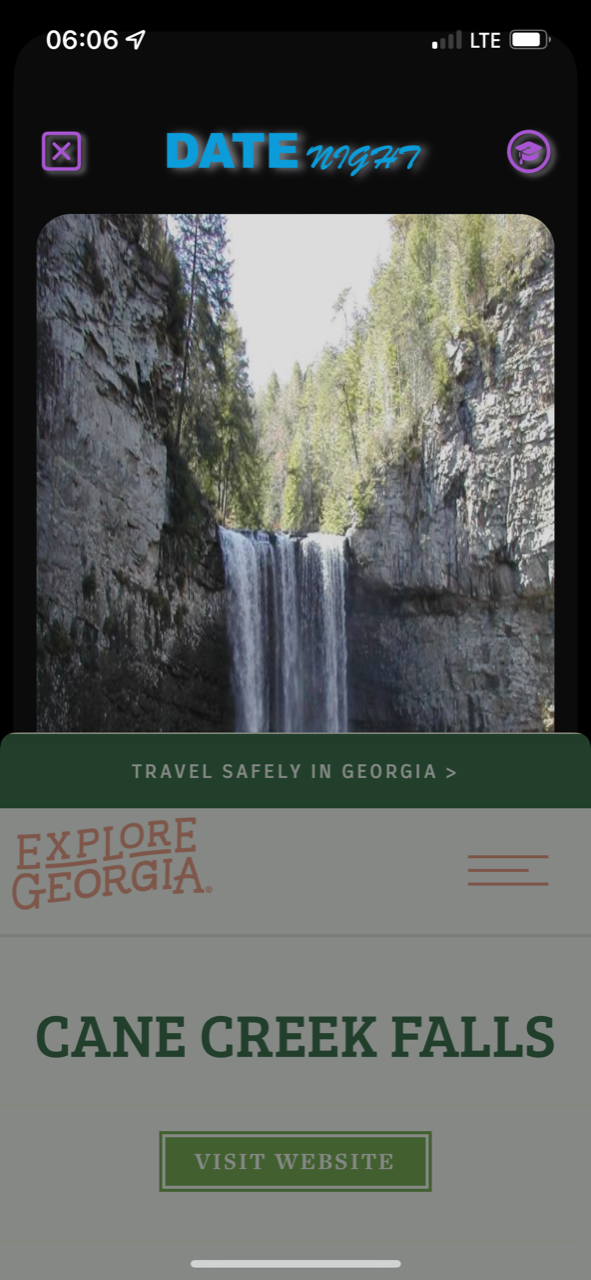 06:06
LTE
DATE NIGHT
TRAVEL SAFELY IN GEORGIA >
EXPLORE
GEORGIA®
CANE CREEK FALLS
VISIT WEBSITE